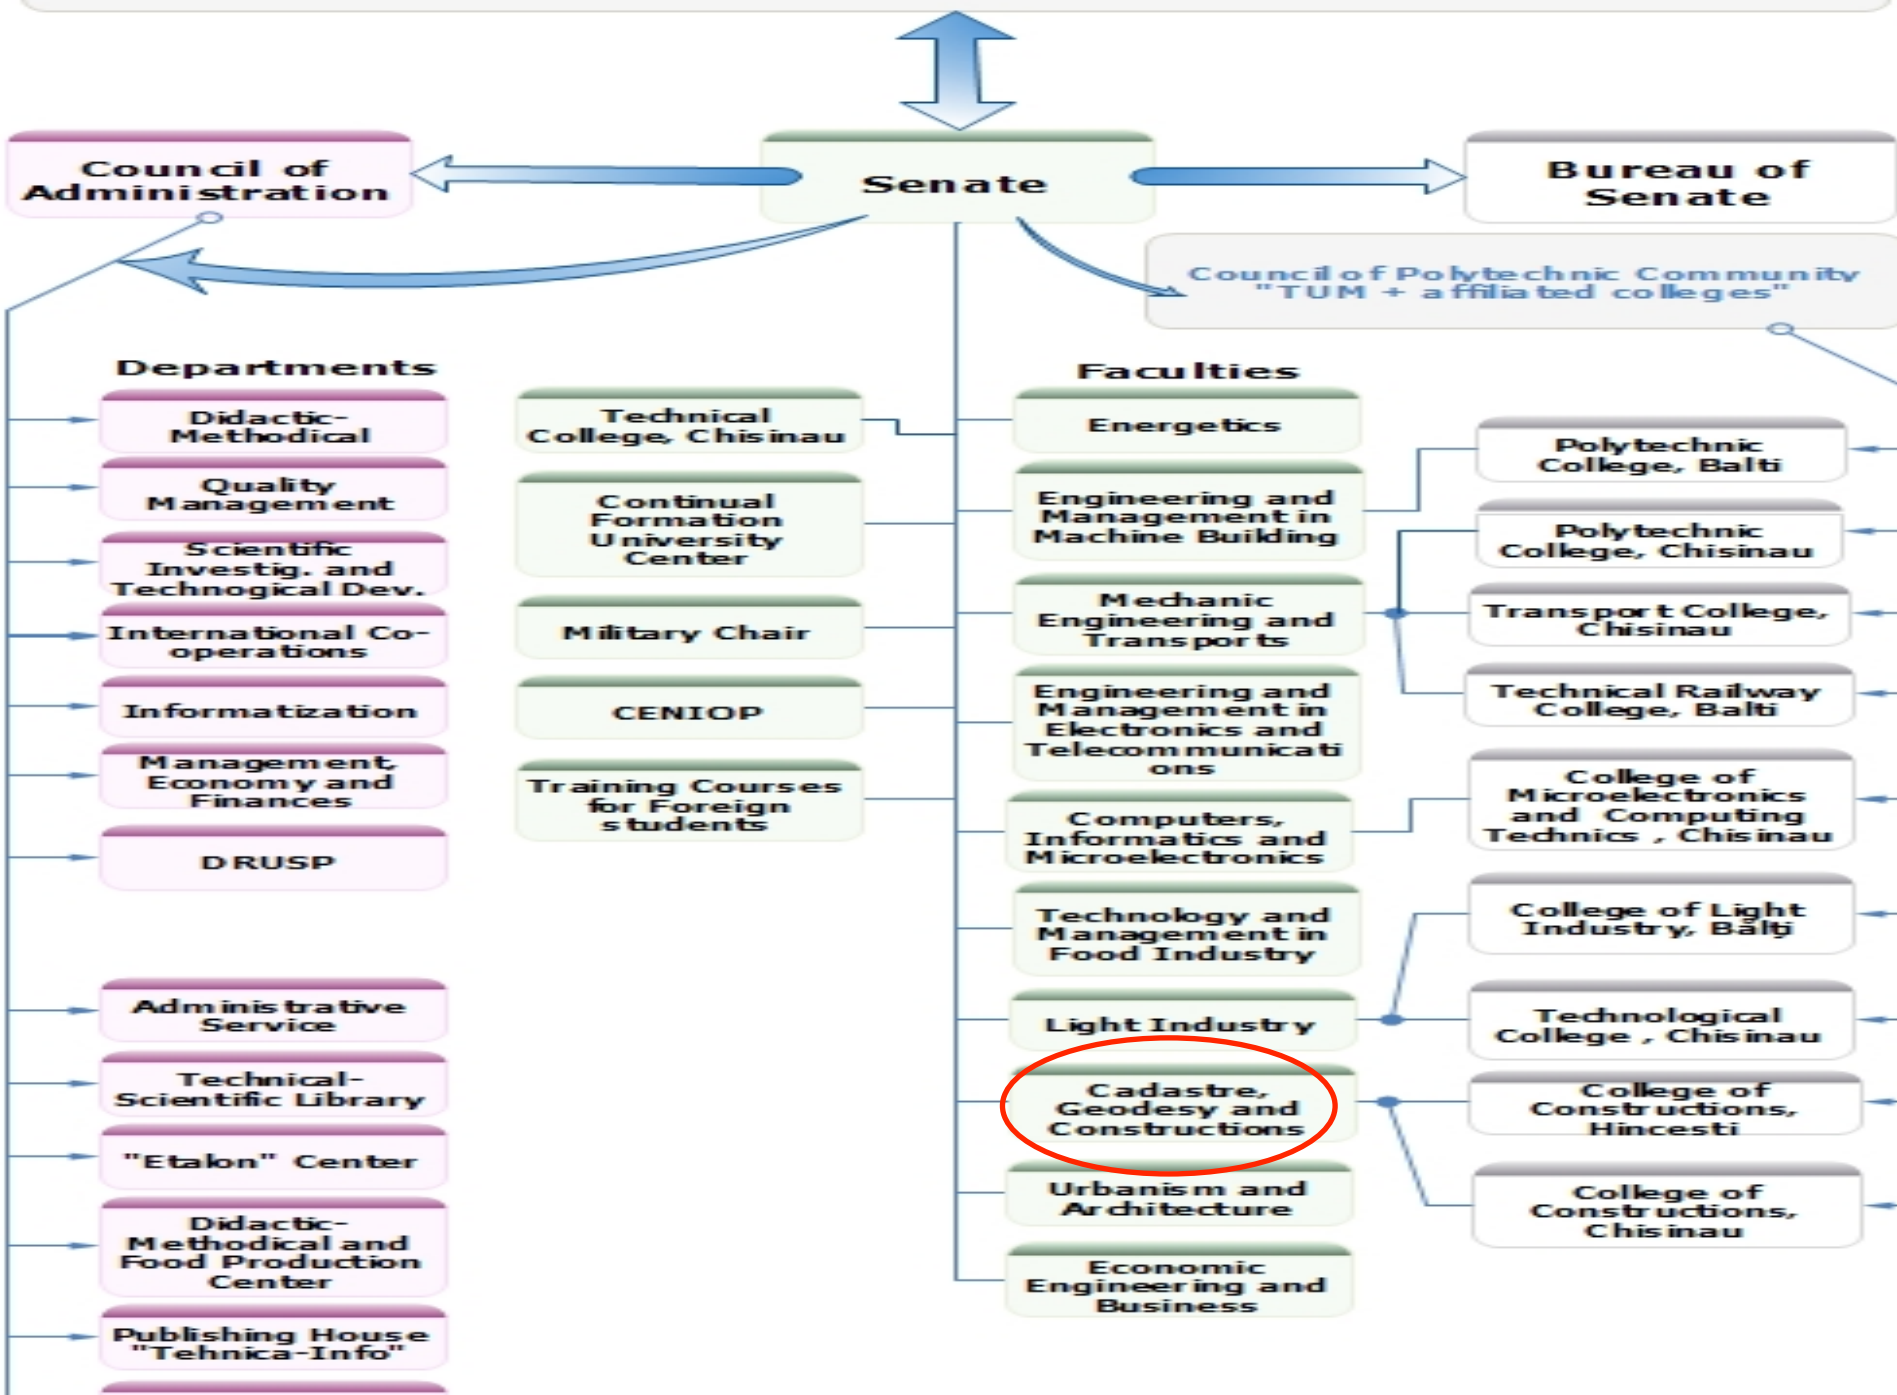 Council of
Administration
Senate
Bureau of
Senate
Council of Polytechnic Community
"TUM + affiliated colleges"
Departments
Didactic-
Methodical
Quality
Management
Scientific
Investig. and
Technogical Dev.
International Co-
operations
Informatization
Management,
Economy and
Finances
DRUSP
Administrative
Service
Technical-
Scientific Library
"Etalon" Center
Didactic-
Methodical and
Food Production
Center
Publishing House
"Tehnica-Info"
Technical
College, Chisinau
Continual
Formation
University
Center
Military Chair
CENIOP
Training Courses
for Foreign
students
Faculties
Energetics
Engineering and
Management in
Machine Building
Mechanic
Engineering and
Transports
Engineering and
Management in
Electronics and
Telecommunicati
ons
Computers,
Informatics and
Microelectronics
Technology and
Management in
Food Industry
Light Industry
Cadastre,
Geodesy and
Constructions
Urbanism and
Architecture
Economic
Engineering and
Business
Polytechnic
College, Balti
Polytechnic
College, Chisinau
Transport College,
Chisinau
Technical Railway
College, Balti
College of
Microelectronics
and Computing
Technics , Chisinau
College of Light
Industry, Bălţi
Technological
College , Chisinau
College of
Constructions,
Hincesti
College of
Constructions,
Chisinau